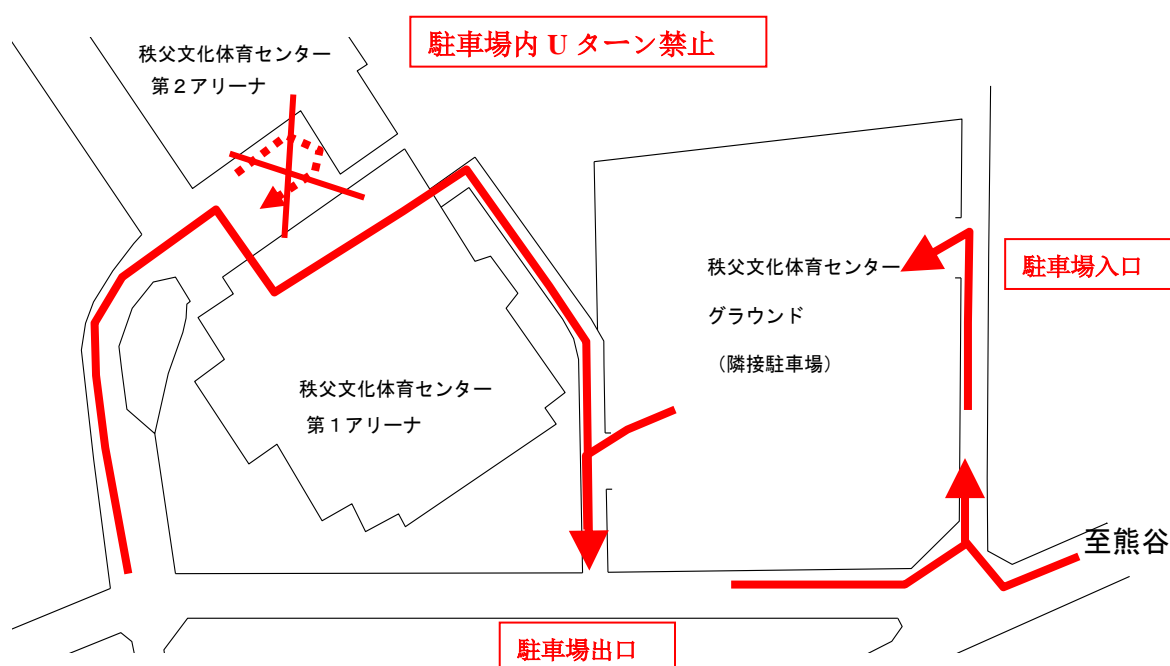 駐車場内 U ターン禁止
秩父文化体育センター
第２アリーナ
秩父文化体育センター
グラウンド
（隣接駐車場）
駐車場入口
秩父文化体育センター
第１アリーナ
至熊谷
駐車場出口